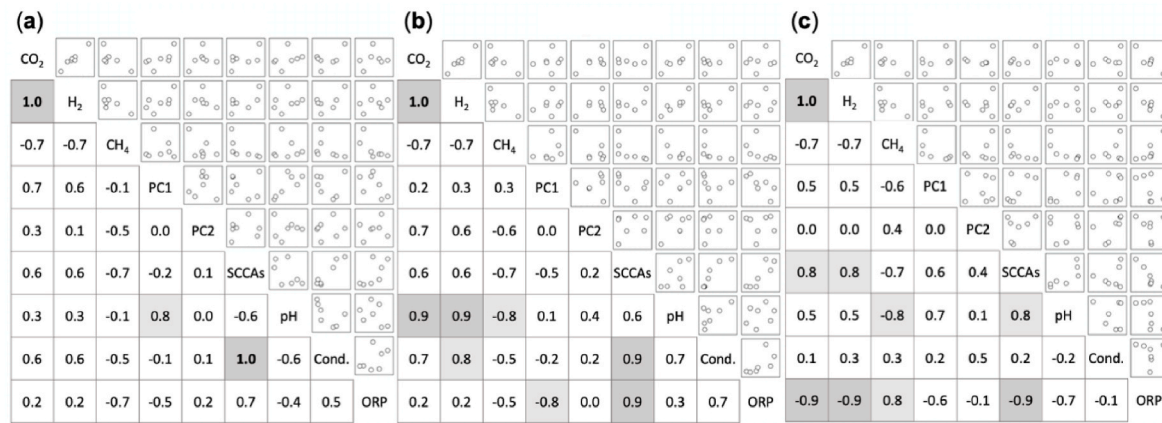 (a)
CO2
1.0 H2
-0.7 -0.7 CH4
0.7 0.6 -0.1 PC1
0.3 0.1 -0.5 0.0 PC2
0.6 0.6 -0.7 -0.2 0.1 SCCAs
0.3 0.3 -0.1 0.8 0.0 -0.6 pH
0.6 0.6 -0.5 -0.1 0.1 1.0 -0.6 Cond.
0.2 0.2 -0.7 -0.5 0.2 0.7 -0.4 0.5 ORP
(b)
CO2
1.0 H2
-0.7 -0.7 CH4
0.2 0.3 0.3 PC1
0.7 0.6 -0.6 0.0 PC2
0.6 0.6 -0.7 -0.5 0.2 SCCAs
0.9 0.9 -0.8 0.1 0.4 0.6 pH
0.7 0.8 -0.5 -0.2 0.2 0.9 0.7 Cond.
0.2 0.2 -0.5 -0.8 0.0 0.9 0.3 0.7 ORP
(c)
CO2
1.0 H2
-0.7 -0.7 CH4
0.5 0.5 -0.6 PC1
0.0 0.0 0.4 0.0 PC2
0.8 0.8 -0.7 0.6 0.4 SCCAs
0.5 0.5 -0.8 0.7 0.1 0.8 pH
0.1 0.3 0.3 0.2 0.5 0.2 -0.2 Cond.
-0.9 -0.9 0.8 -0.6 -0.1 -0.9 -0.7 -0.1 ORP